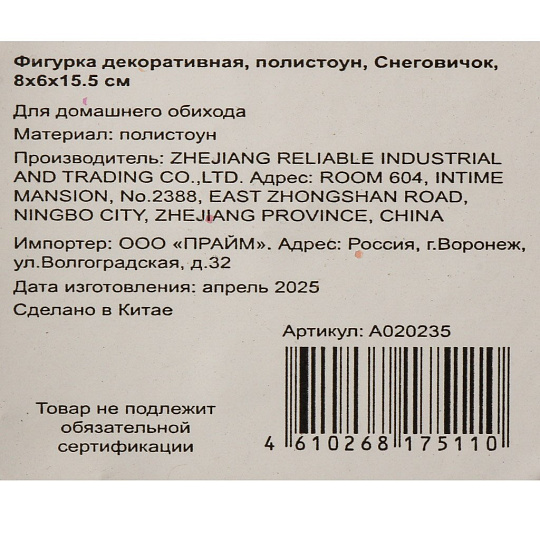 Фигурка декоративная, полистоун, Снеговичок,
8x6x15.5 см
Для домашнего обихода
Материал: полистоун
Производитель: ZHEJIANG RELIABLE INDUSTRIAL
AND TRADING CO.,LTD. Адрес: ROOM 604, INTIME
MANSION, No.2388, EAST ZHONGSHAN ROAD,
NINGBO CITY, ZHEJIANG PROVINCE, CHINA
Импортер: ООО «ПРАЙМ». Адрес: Россия, г.Воронеж,
ул.Волгоградская, д.32
Дата изготовления: апрель 2025
Сделано в Китае
Артикул: A020235
Товар не подлежит
обязательной
сертификации
4 610268 175110